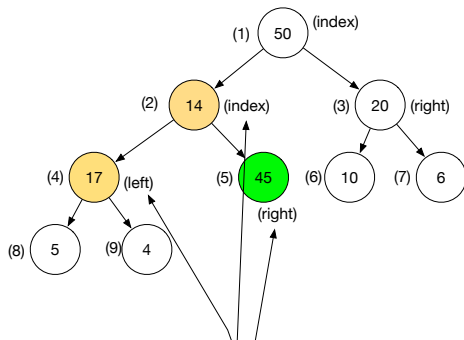 (1) 50 (index)
(2) 14 (index)
(3) 20 (right)
(4) 17 (left)
(5) 45 (right)
(6) 10
(7) 6
(8) 5
(9) 4